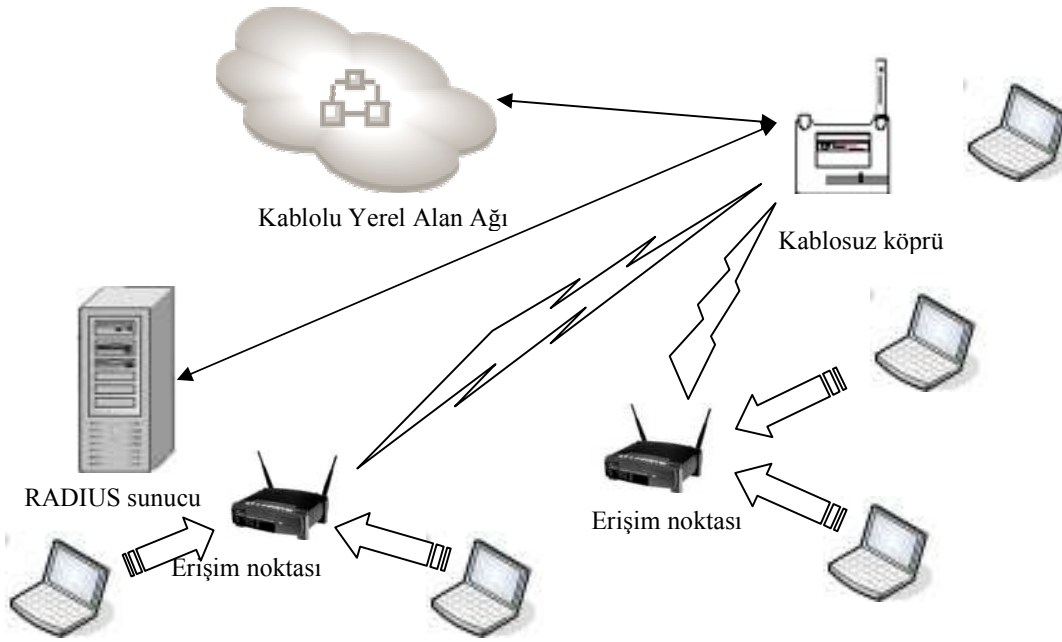 Kablolu Yerel Alan Ağı
Kablosuz köprü
RADIUS sunucu
Erişim noktası
Erişim noktası